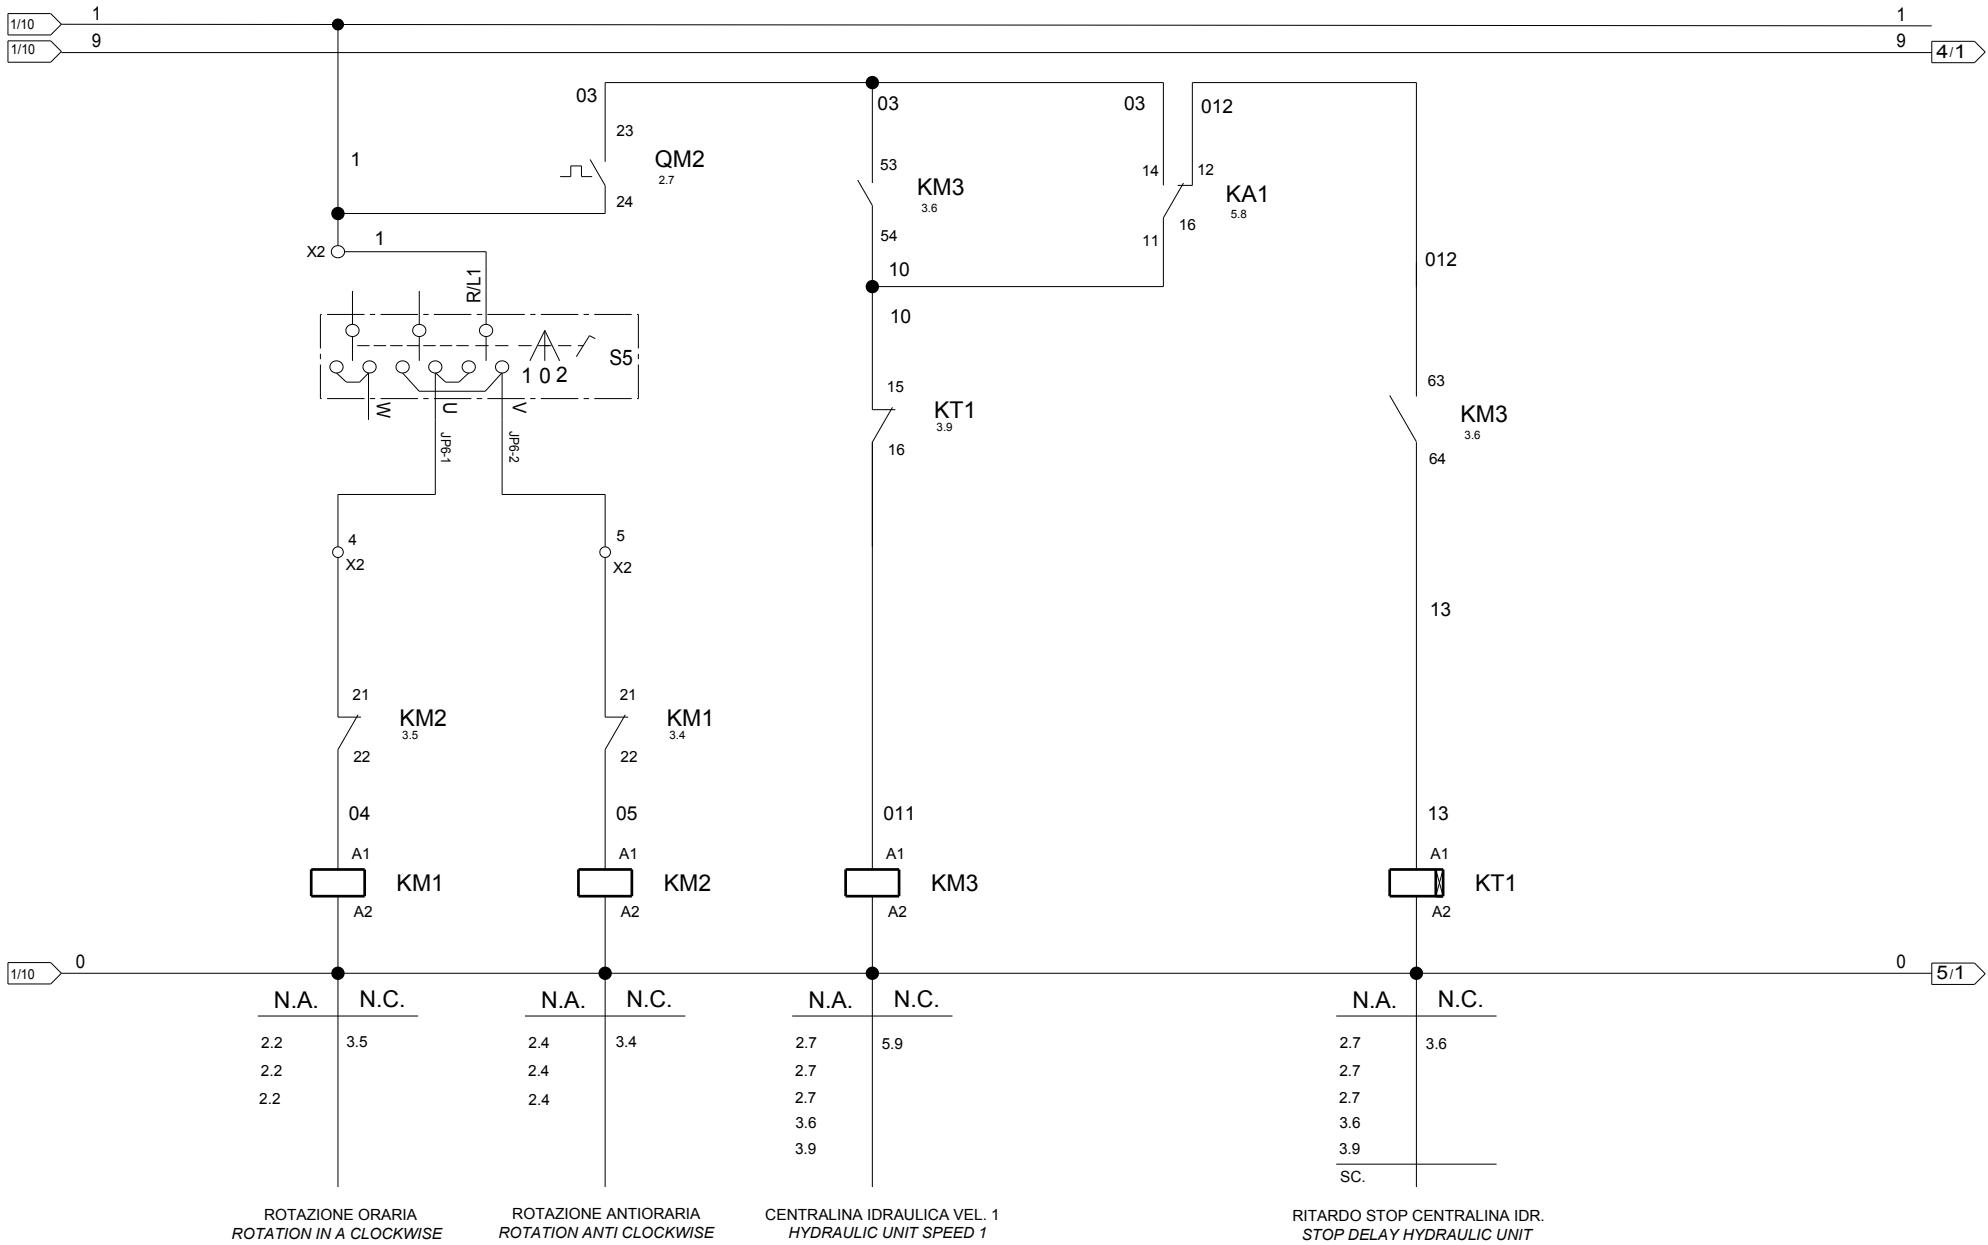 1/10 1 1
1/10 9 9 4/1
03 03 03 012
23
1 QM2 53 14 12
2.7 KM3 KA1
24 3.6 5.8
16
1 54 11
X2 10 012
R/L1
10
S5
1 0 2
W U V 15 63
JP6-1 JP6-2 KT1 KM3
3.9 3.6
16 64
4 5
X2 X2
13
21 21
KM2 KM1
3.5 3.4
22 22
04 05 011 13
A1 A1 A1 A1
KM1 KM2 KM3 KT1
A2 A2 A2 A2
1/10 0 0 5/1
N.A. N.C. N.A. N.C. N.A. N.C. N.A. N.C.
2.2 3.5 2.4 3.4 2.7 5.9 2.7 3.6
2.2 2.4 2.7 2.7
2.2 2.4 2.7 2.7
3.6 3.6
3.9 3.9
SC.
ROTAZIONE ORARIA ROTAZIONE ANTIORARIA CENTRALINA IDRAULICA VEL. 1 RITARDO STOP CENTRALINA IDR.
ROTATION IN A CLOCKWISE ROTATION ANTI CLOCKWISE HYDRAULIC UNIT SPEED 1 STOP DELAY HYDRAULIC UNIT